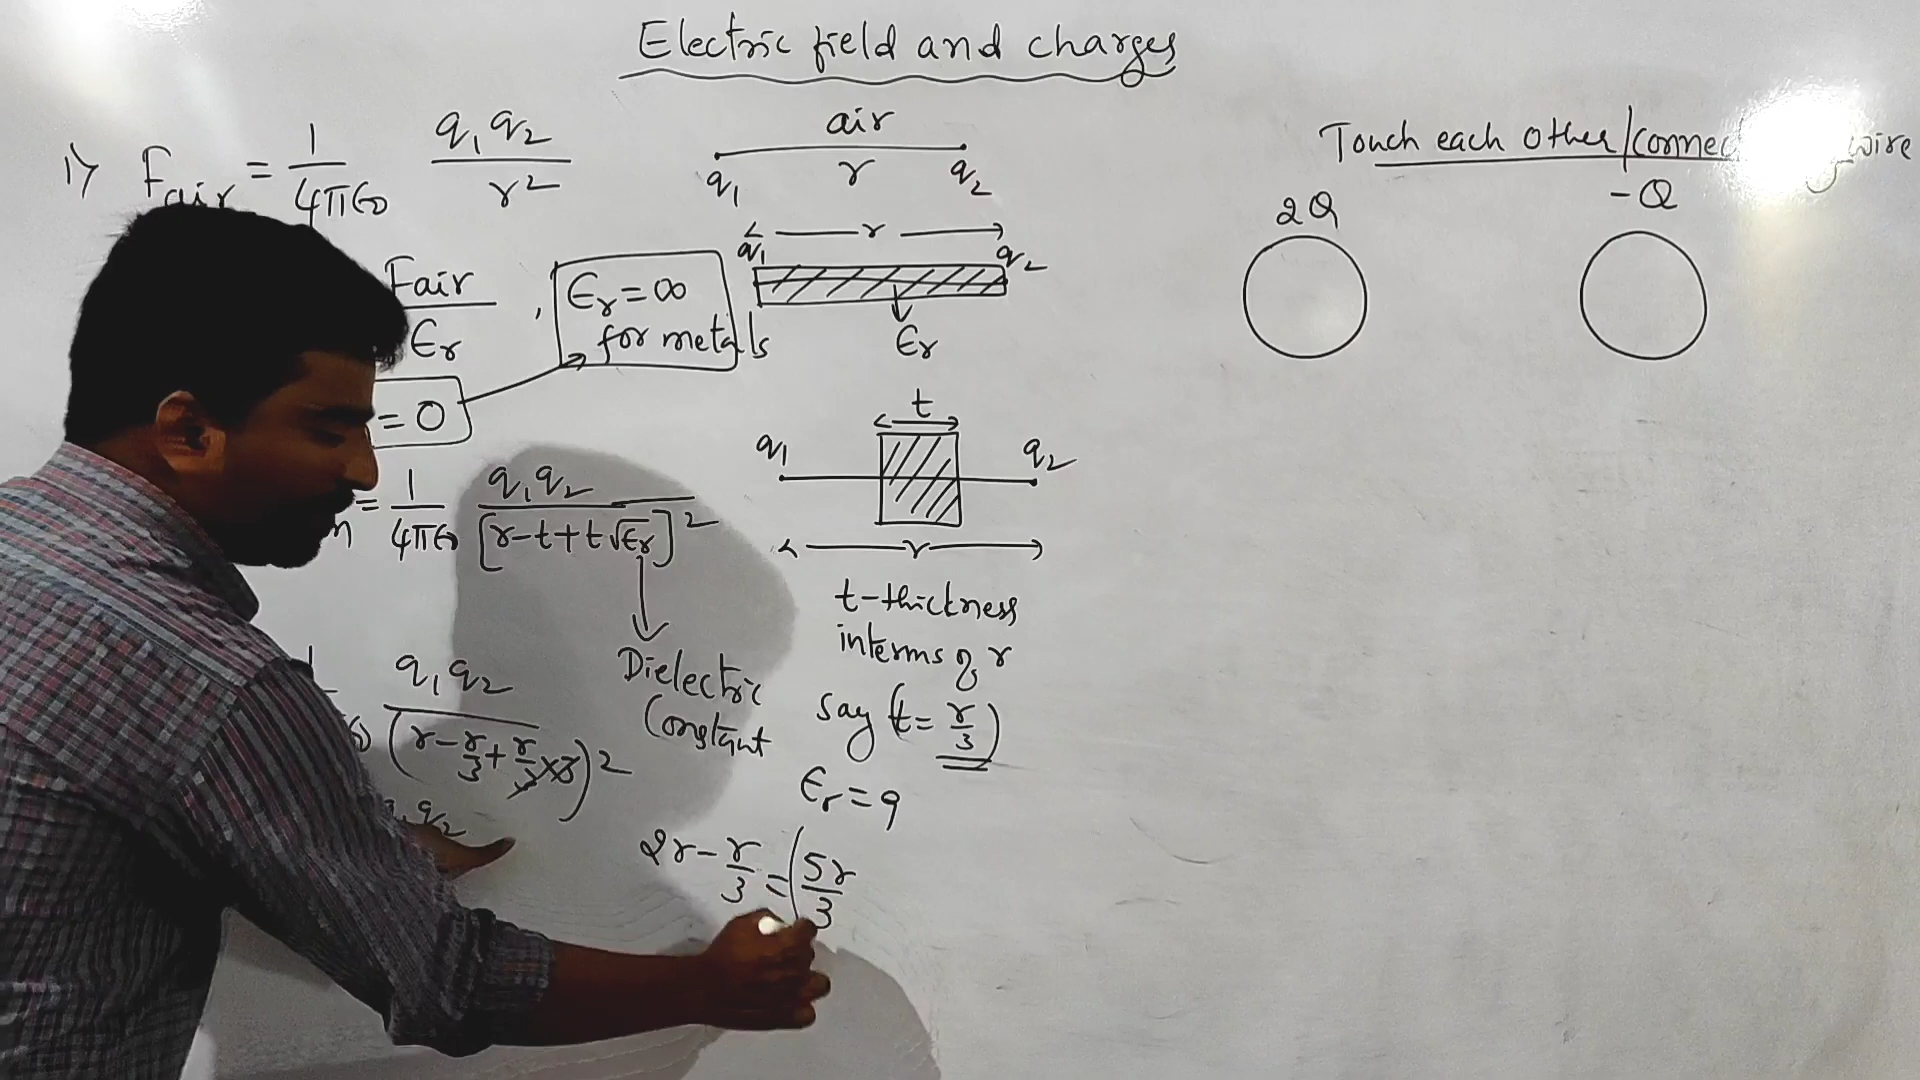 Electric field and charges
1) Fair = 1/4πϵ0 q1q2/r²
air
q1 r q2
Fair/ϵr , ϵr = ∞
for metals
= 0
r
q1 q2
ϵr
t
q1 q2
r
= 1/4πϵ0 q1q2/[r-t+t√ϵr]²
Dielectric
Constant
t-thickness
interms of r
say (t = r/3)
ϵr = 9
q1q2/(r - r/3 + r/3 × 3)²
q2
2r - r/3 = (5r/3
Touch each other/connec wire
2Q -Q